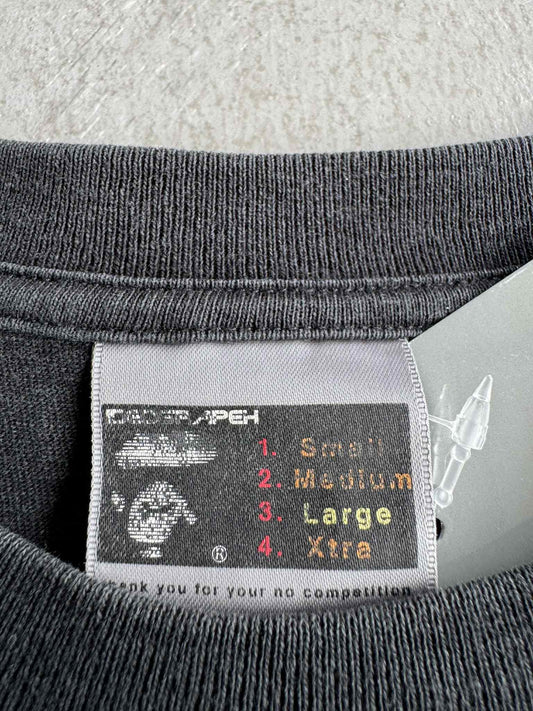 1. Small
2. Medium
3. Large
4. Xtra
®
thank you for your no competition